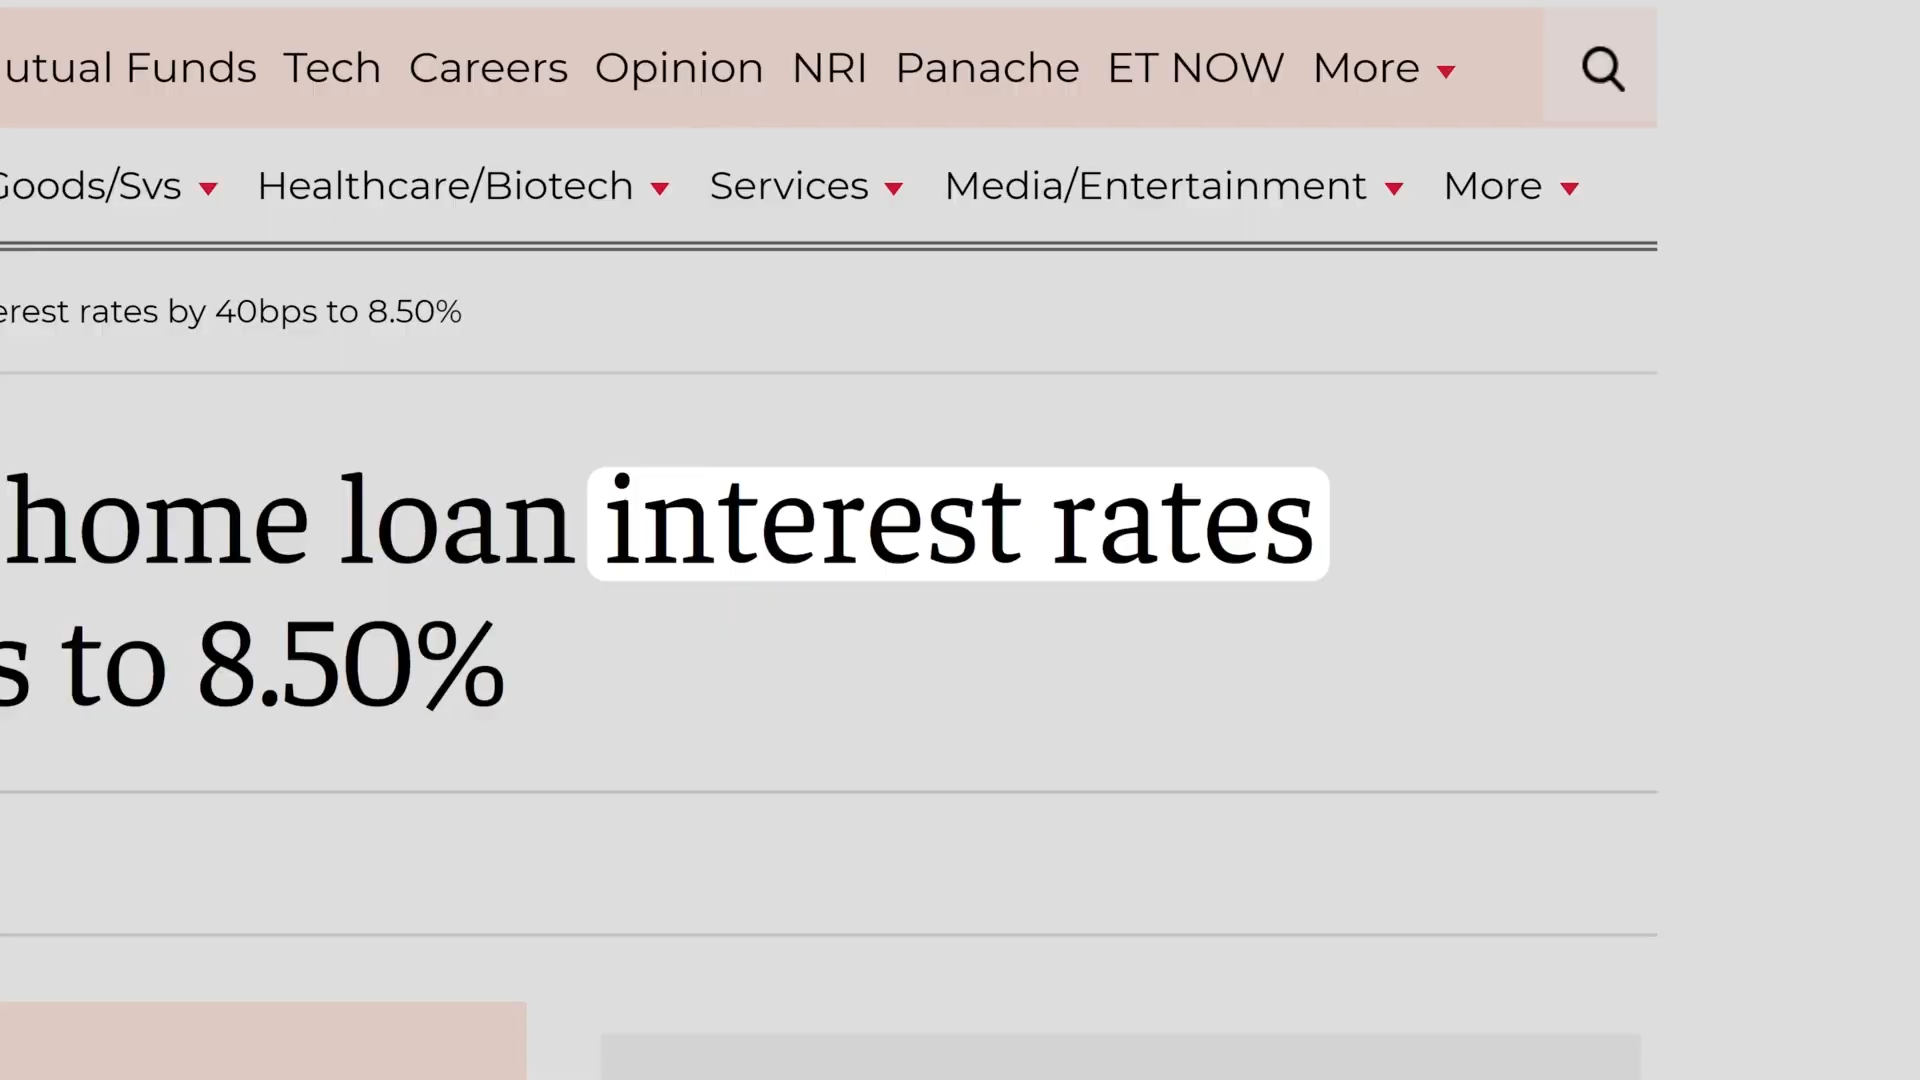 utual Funds Tech Careers Opinion NRI Panache ET NOW More
Goods/Svs Healthcare/Biotech Services Media/Entertainment More
erest rates by 40bps to 8.50%
home loan interest rates
s to 8.50%